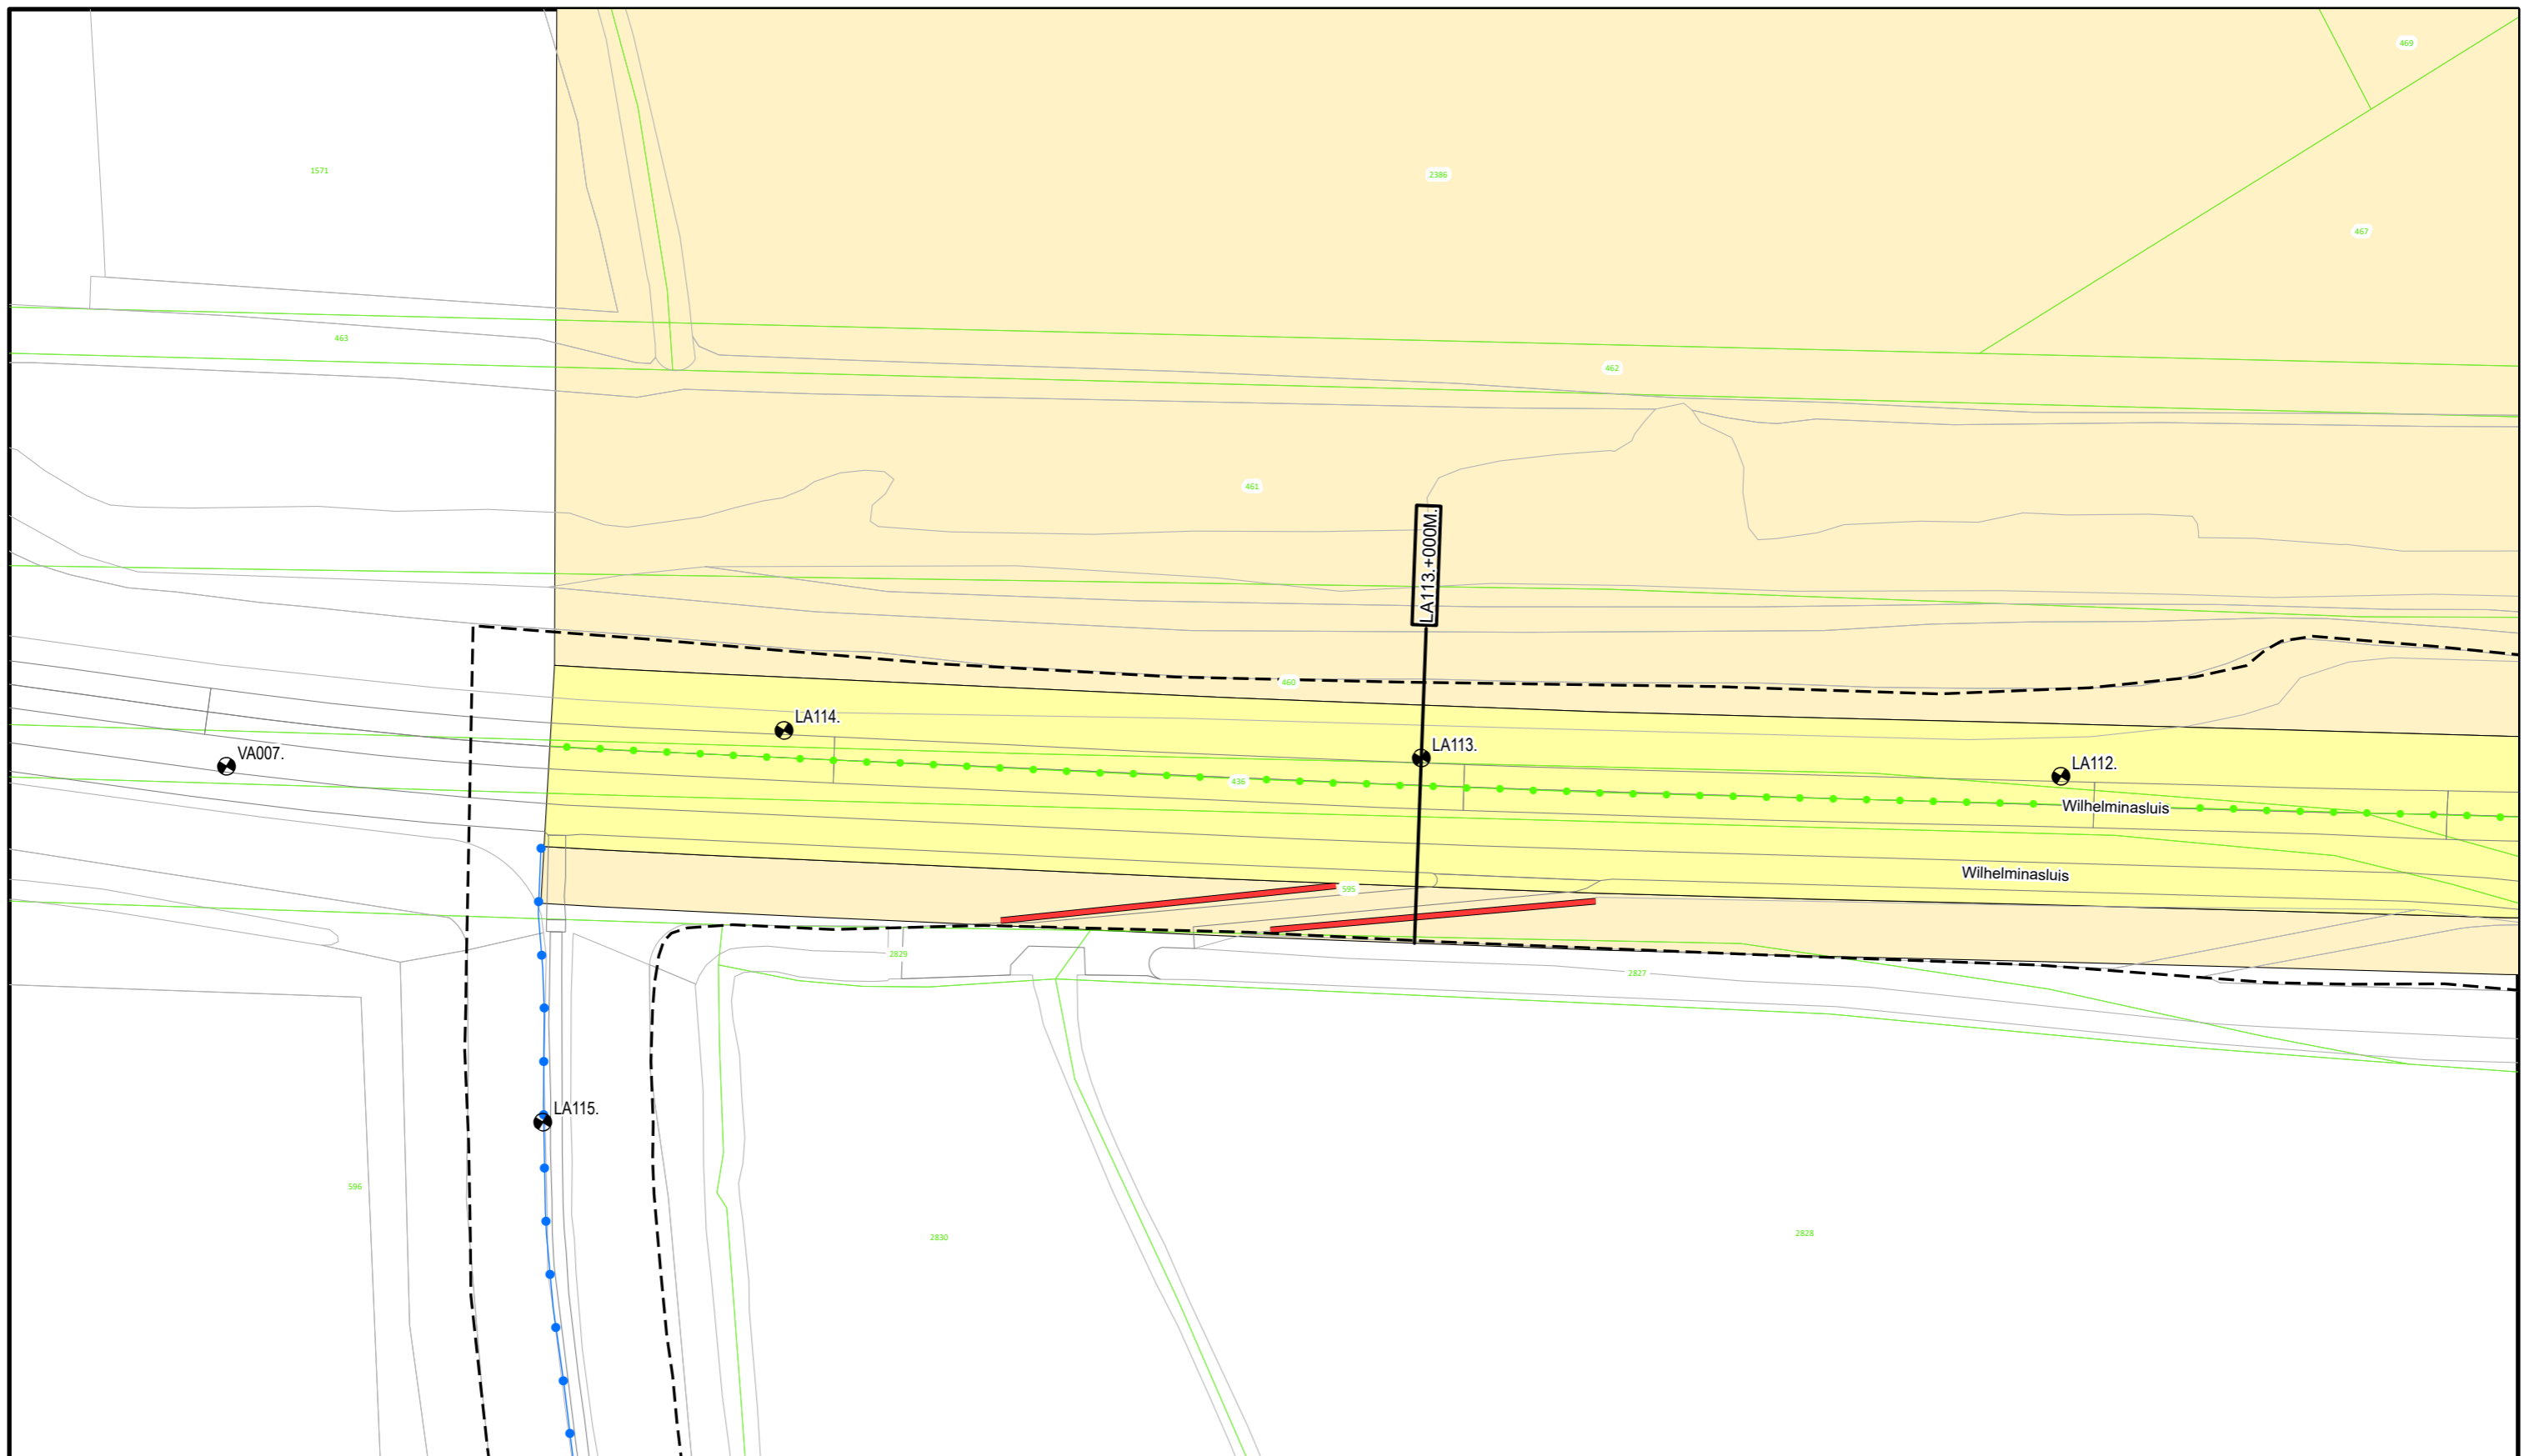 469
1571
2386
467
463
462
461
LA113.+000M.
460
LA114.
LA113.
VA007.
LA112.
436
Wilhelminasluis
Wilhelminasluis
595
2829
2827
LA115.
596
2830
2828